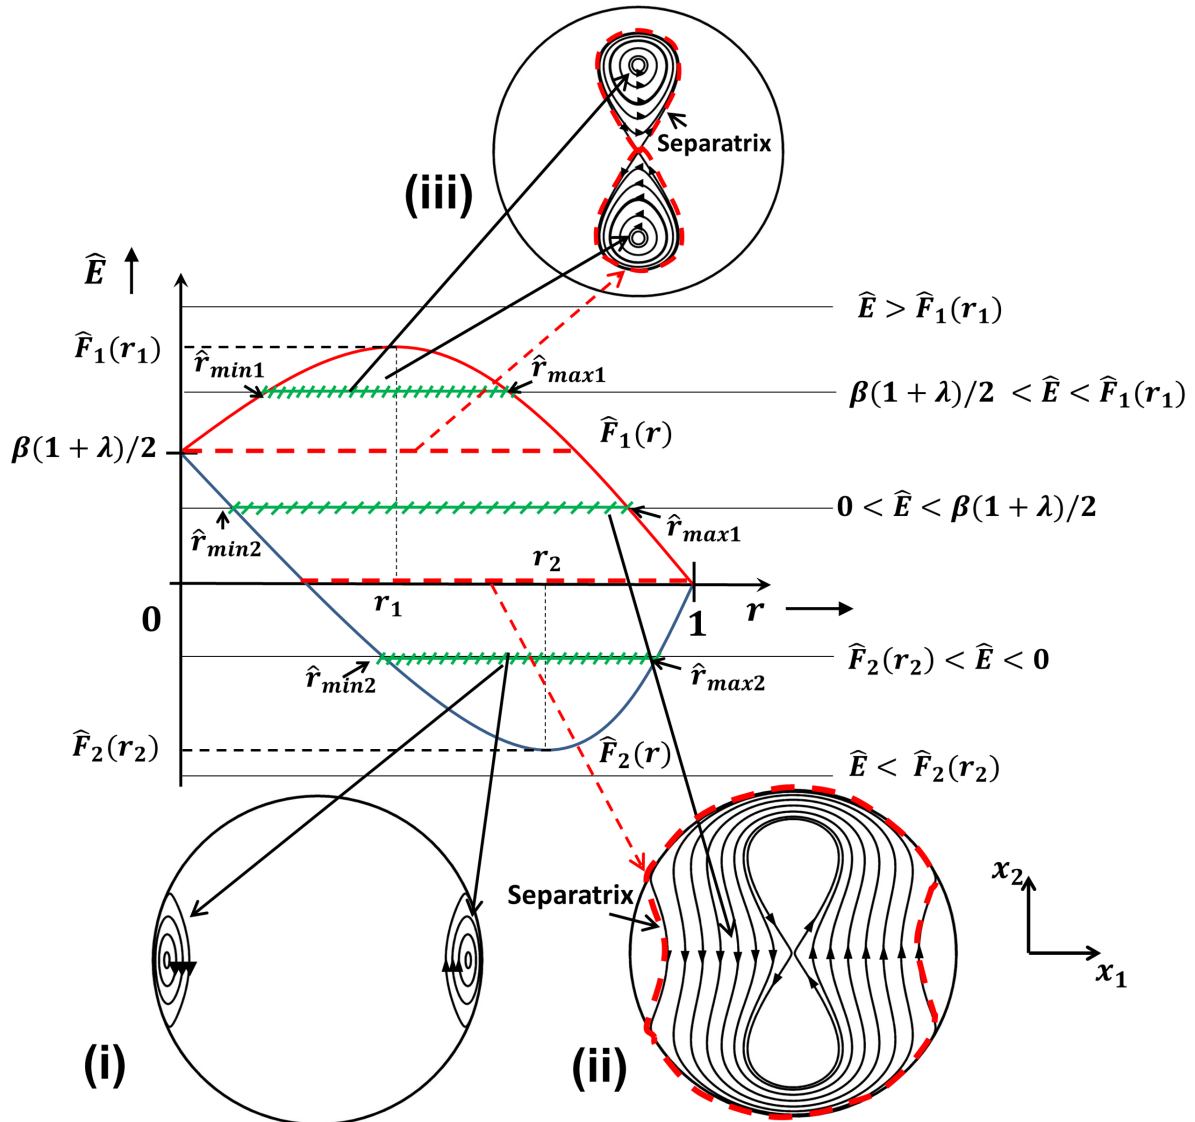 Separatrix
(iii)
Ê
Ê > F̂₁(r₁)
F̂₁(r₁)
r̂ₘᵢₙ₁
r̂ₘₐₓ₁
β(1 + λ)/2 < Ê < F̂₁(r₁)
F̂₁(r)
β(1 + λ)/2
0 < Ê < β(1 + λ)/2
r̂ₘᵢₙ₂
r̂ₘₐₓ₁
r₂
r₁
0
1
r
F̂₂(r₂) < Ê < 0
r̂ₘᵢₙ₂
r̂ₘₐₓ₂
F̂₂(r₂)
F̂₂(r)
Ê < F̂₂(r₂)
Separatrix
x₂
x₁
(i)
(ii)